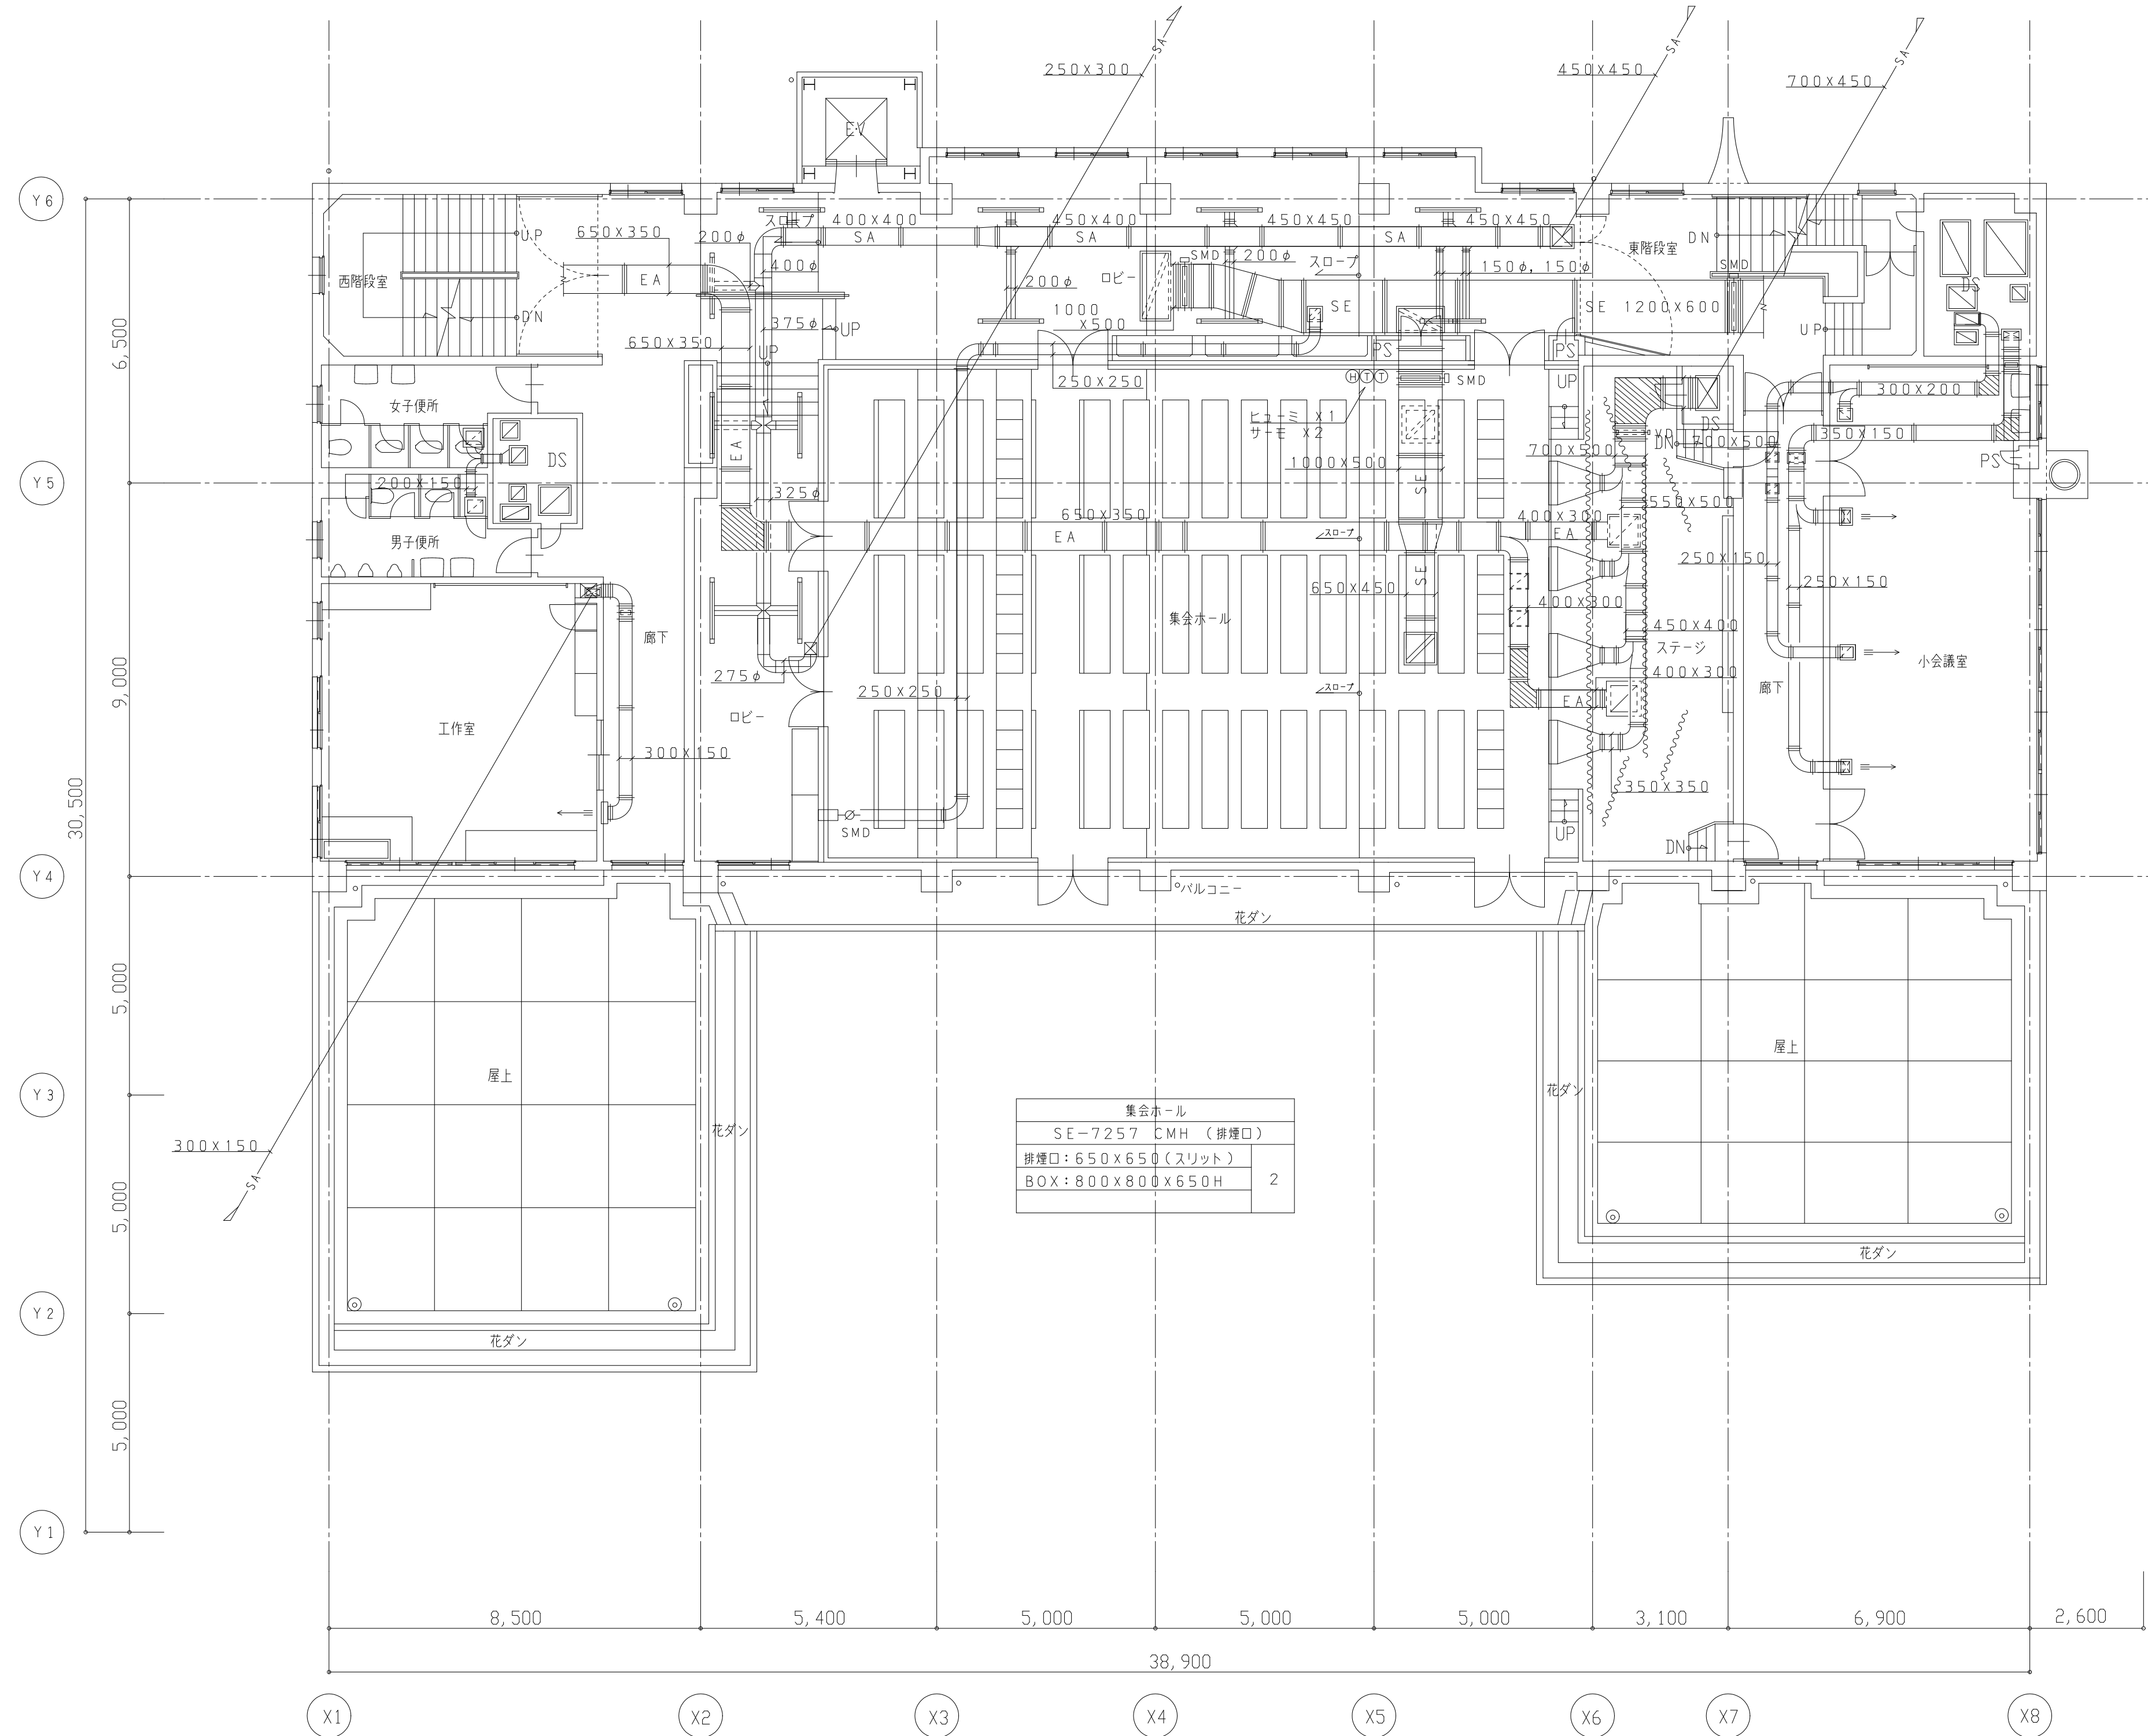 SA
SA
SA
250X300
450X450
700X450
EV
Y6
スロープ
400X400
450X400
450X450
450X450
650X350
200φ
UP
SA
SA
SA
東階段室
DN
西階段室
EA
400φ
ロビー
SMD
200φ
スロープ
150φ, 150φ
SMD
DS
200φ
1000
X500
SE
SE 1200X600
DN
375φ
UP
UP
6,500
650X350
UP
PS
PS
250X250
H T T
SMD
UP
300X200
女子便所
ヒューミ X1
サーモ X2
DS
EA
VD
DN
700X500
350X150
DS
700X500
1000X500
PS
Y5
200X150
SE
325φ
550X500
650X350
400X300
男子便所
EA
スロープ
EA
250X150
SE
250X150
650X450
400X300
集会ホール
廊下
450X400
ステージ
小会議室
9,000
275φ
400X300
250X250
スロープ
廊下
EA
ロビー
工作室
300X150
30,500
350X350
SMD
UP
DN
Y4
バルコニー
花ダン
5,000
屋上
屋上
Y3
花ダン
花ダン
集会ホール
SE-7257 CMH (排煙口)
300X150
排煙口:650X650(スリット)
BOX:800X800X650H
2
SA
5,000
花ダン
Y2
花ダン
5,000
Y1
8,500
5,400
5,000
5,000
5,000
3,100
6,900
2,600
38,900
X1
X2
X3
X4
X5
X6
X7
X8